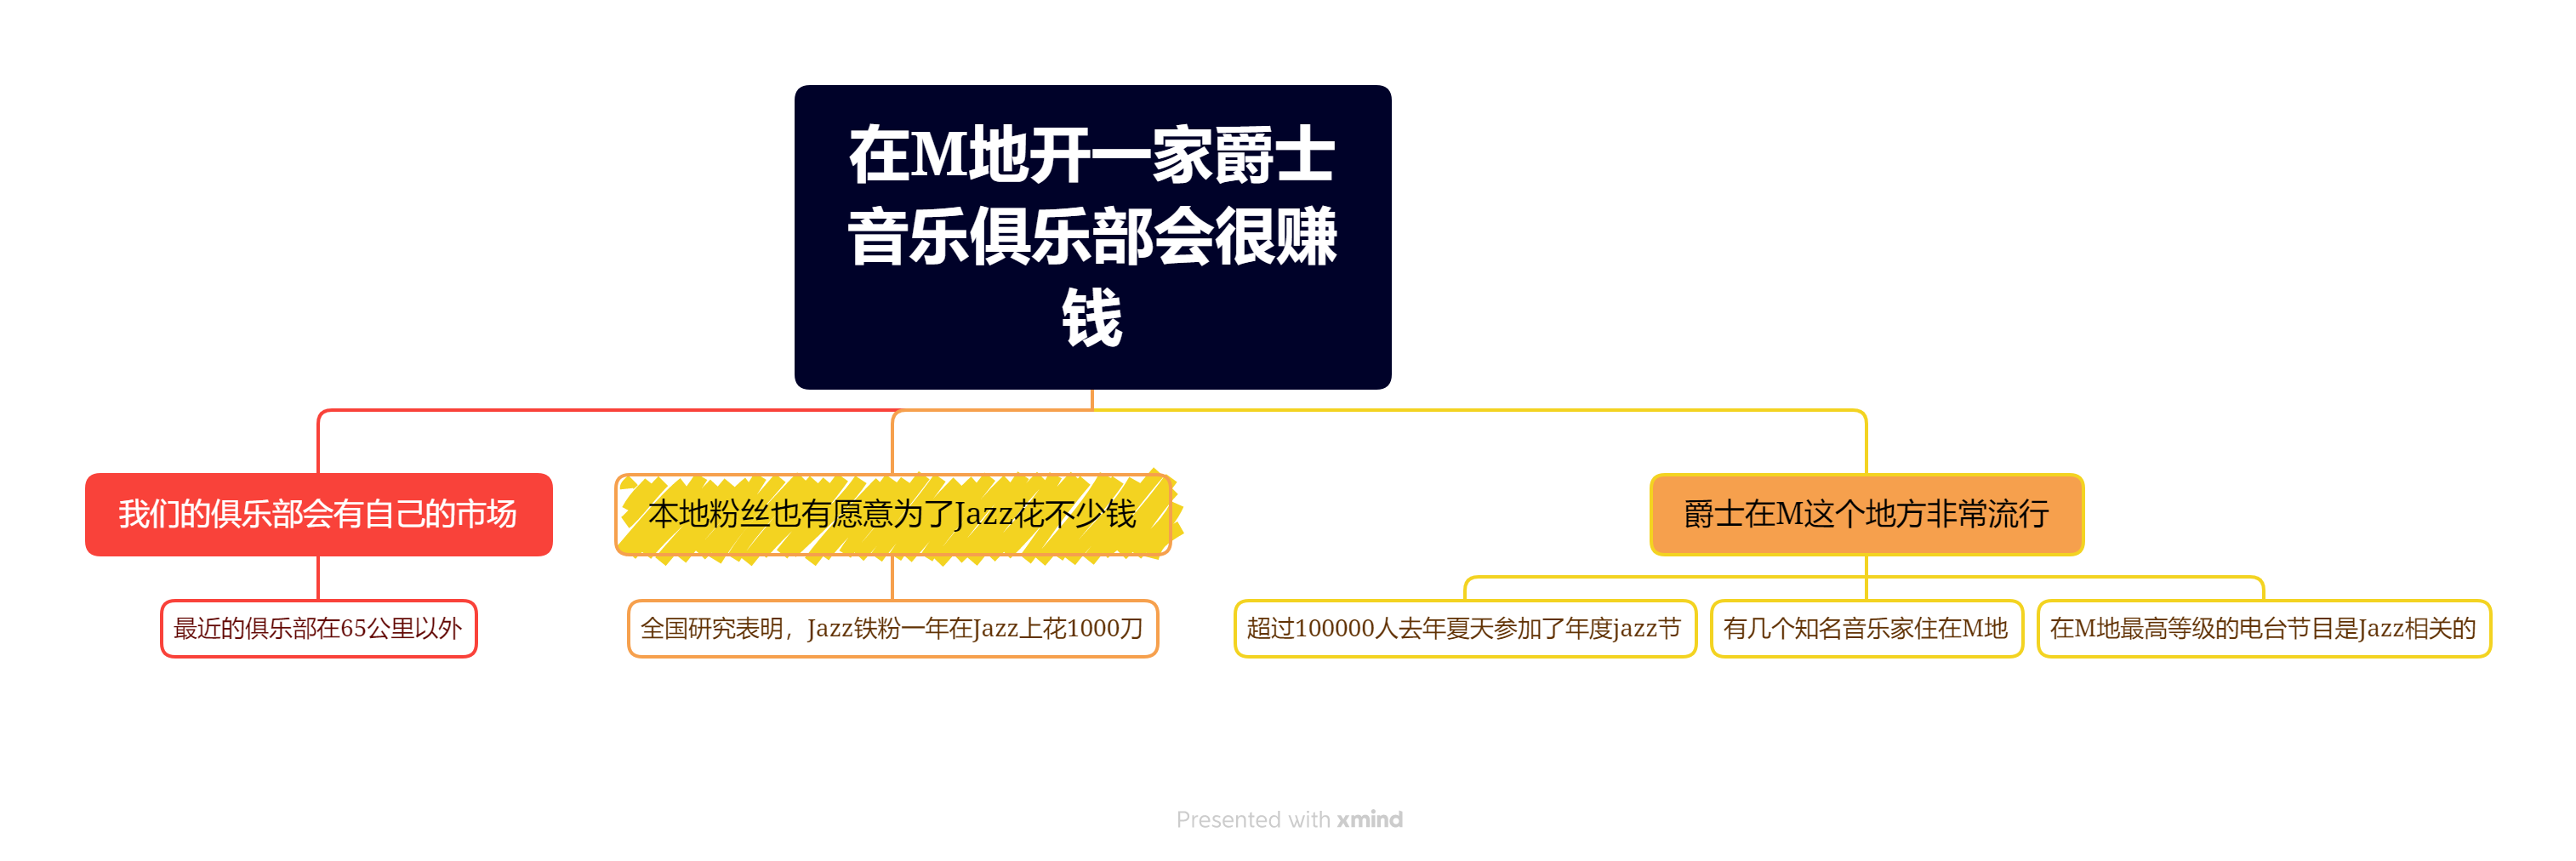 在M地开一家爵士
音乐俱乐部会很赚
钱
我们的俱乐部会有自己的市场
本地粉丝也有愿意为了Jazz花不少钱
爵士在M这个地方非常流行
最近的俱乐部在65公里以外
全国研究表明，Jazz铁粉一年在Jazz上花1000刀
超过100000人去年夏天参加了年度jazz节
有几个知名音乐家住在M地
在M地最高等级的电台节目是Jazz相关的
Presented with xmind